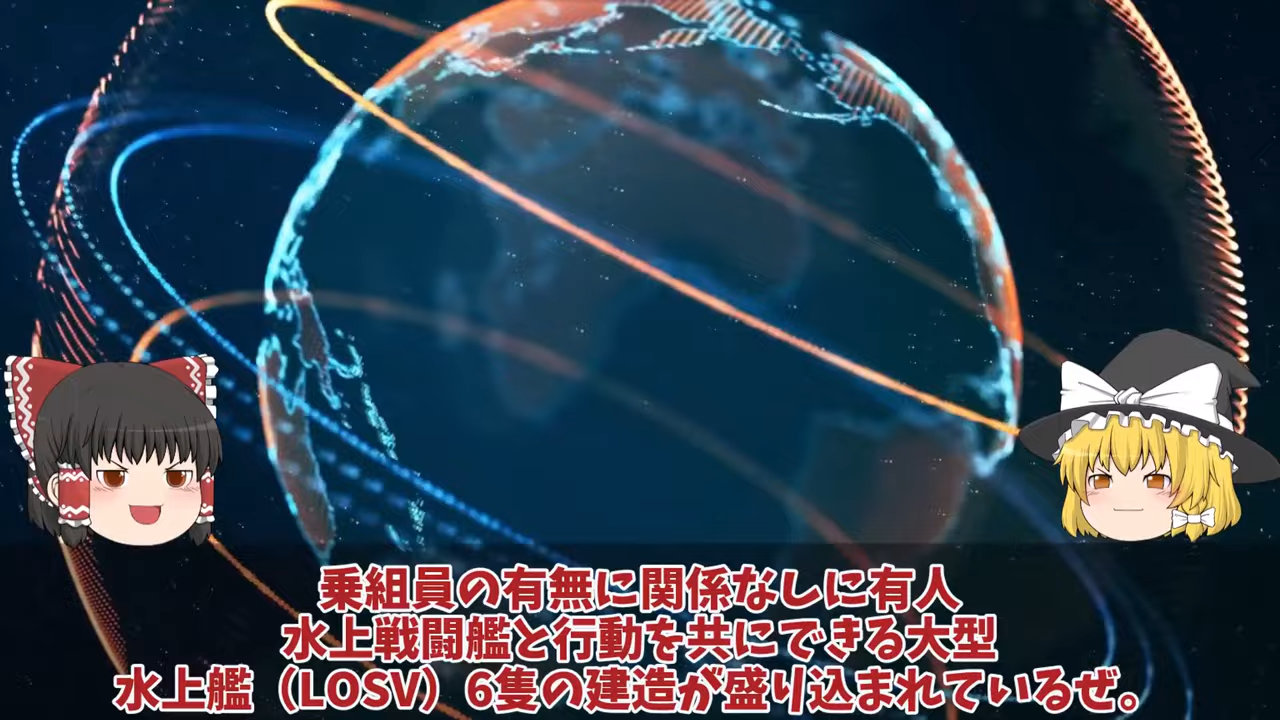 乗組員の有無に関係なしに有人
水上戦闘艦と行動を共にできる大型
水上艦（LOSV）6隻の建造が盛り込まれているぜ。